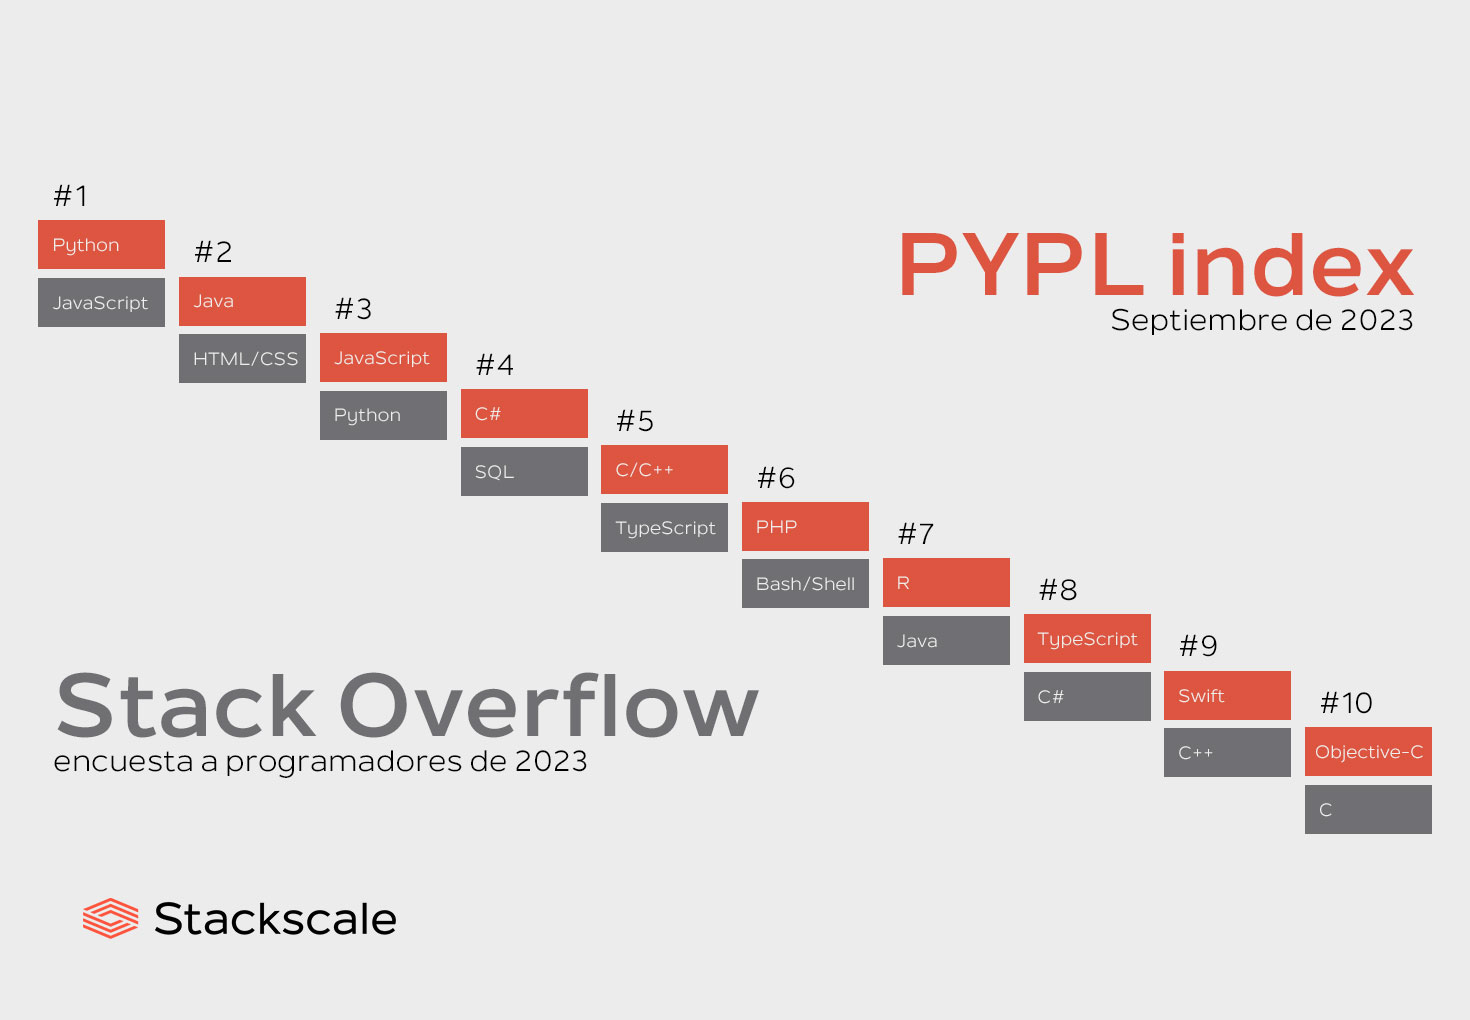 #1
Python
JavaScript
#2
Java
HTML/CSS
#3
JavaScript
Python
#4
C#
SQL
#5
C/C++
TypeScript
#6
PHP
Bash/Shell
#7
R
Java
#8
TypeScript
C#
#9
Swift
C++
#10
Objective-C
C
PYPL index
Septiembre de 2023
Stack Overflow
encuesta a programadores de 2023
Stackscale